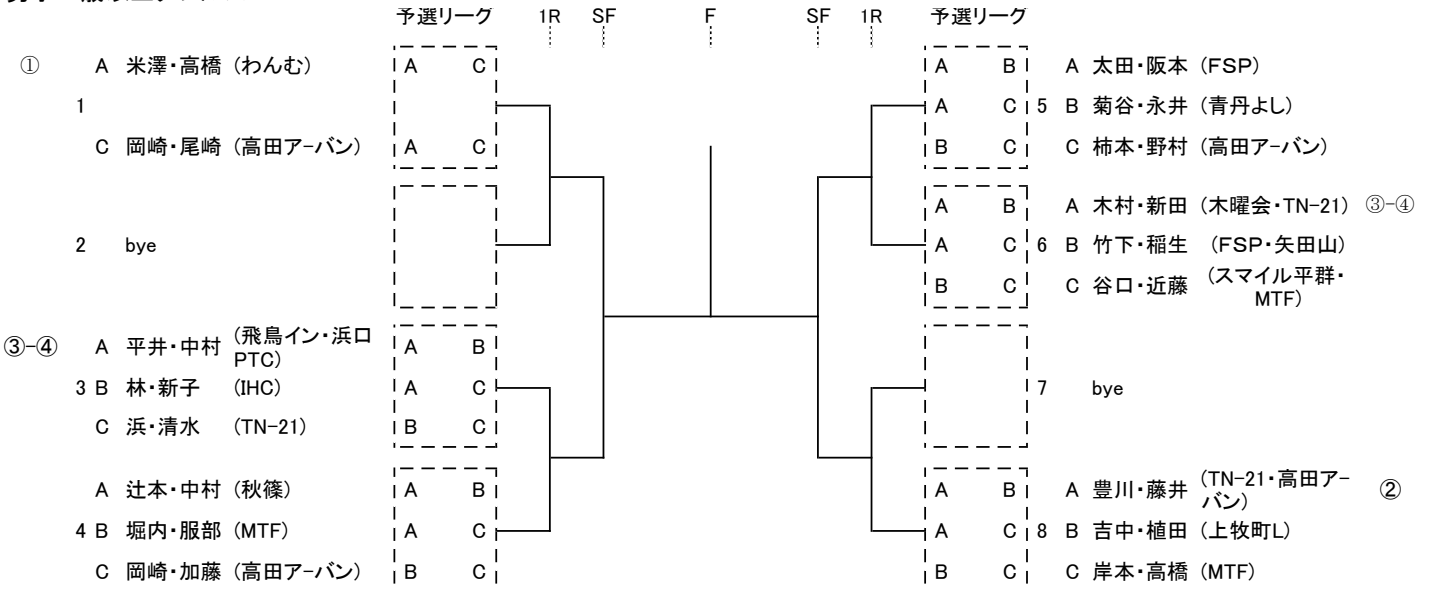 予選リーグ 1R SF F SF 1R 予選リーグ
① A 米澤・高橋 (わんむ) A C
1
C 岡崎・尾崎 (高田ア-バン) A C
2 bye
③-④ A 平井・中村 (飛鳥イン・浜口PTC) A B
3 B 林・新子 (IHC) A C
C 浜・清水 (TN-21) B C
A 辻本・中村 (秋篠) A B
4 B 堀内・服部 (MTF) A C
C 岡崎・加藤 (高田ア-バン) B C
A B A 太田・阪本 (FSP)
A C 5 B 菊谷・永井 (青丹よし)
B C C 柿本・野村 (高田ア-バン)
A B A 木村・新田 (木曜会・TN-21) ③-④
A C 6 B 竹下・稲生 (FSP・矢田山)
B C C 谷口・近藤 (スマイル平群・MTF)
7 bye
A B A 豊川・藤井 (TN-21・高田ア-バン) ②
A C 8 B 吉中・植田 (上牧町L)
B C C 岸本・高橋 (MTF)